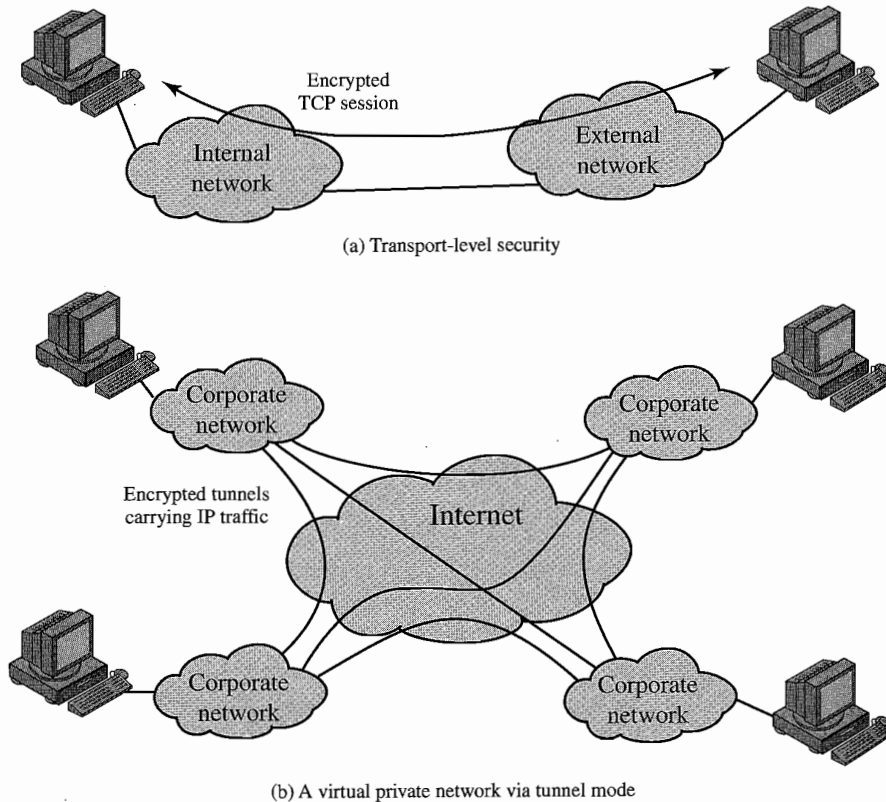 Encrypted
TCP session
Internal
network
External
network
(a) Transport-level security
Corporate
network
Corporate
network
Encrypted tunnels
carrying IP traffic
Internet
Corporate
network
Corporate
network
(b) A virtual private network via tunnel mode